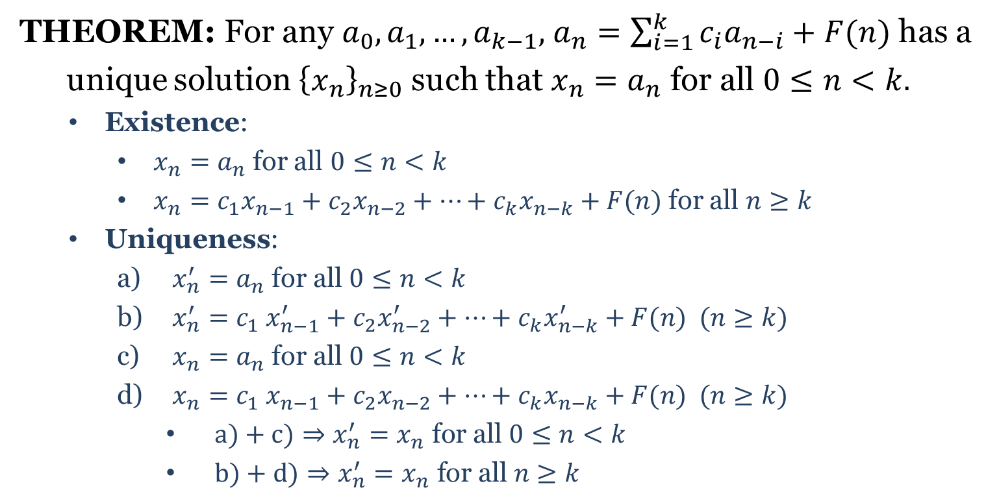 THEOREM: For any $a_0, a_1, \dots, a_{k-1}$, $a_n = \sum_{i=1}^{k} c_i a_{n-i} + F(n)$ has a
unique solution $\{x_n\}_{n \geq 0}$ such that $x_n = a_n$ for all $0 \leq n < k$.
• Existence:
• $x_n = a_n$ for all $0 \leq n < k$
• $x_n = c_1 x_{n-1} + c_2 x_{n-2} + \cdots + c_k x_{n-k} + F(n)$ for all $n \geq k$
• Uniqueness:
a) $x'_n = a_n$ for all $0 \leq n < k$
b) $x'_n = c_1 x'_{n-1} + c_2 x'_{n-2} + \cdots + c_k x'_{n-k} + F(n)$ $(n \geq k)$
c) $x_n = a_n$ for all $0 \leq n < k$
d) $x_n = c_1 x_{n-1} + c_2 x_{n-2} + \cdots + c_k x_{n-k} + F(n)$ $(n \geq k)$
• a) + c) $\Rightarrow x'_n = x_n$ for all $0 \leq n < k$
• b) + d) $\Rightarrow x'_n = x_n$ for all $n \geq k$